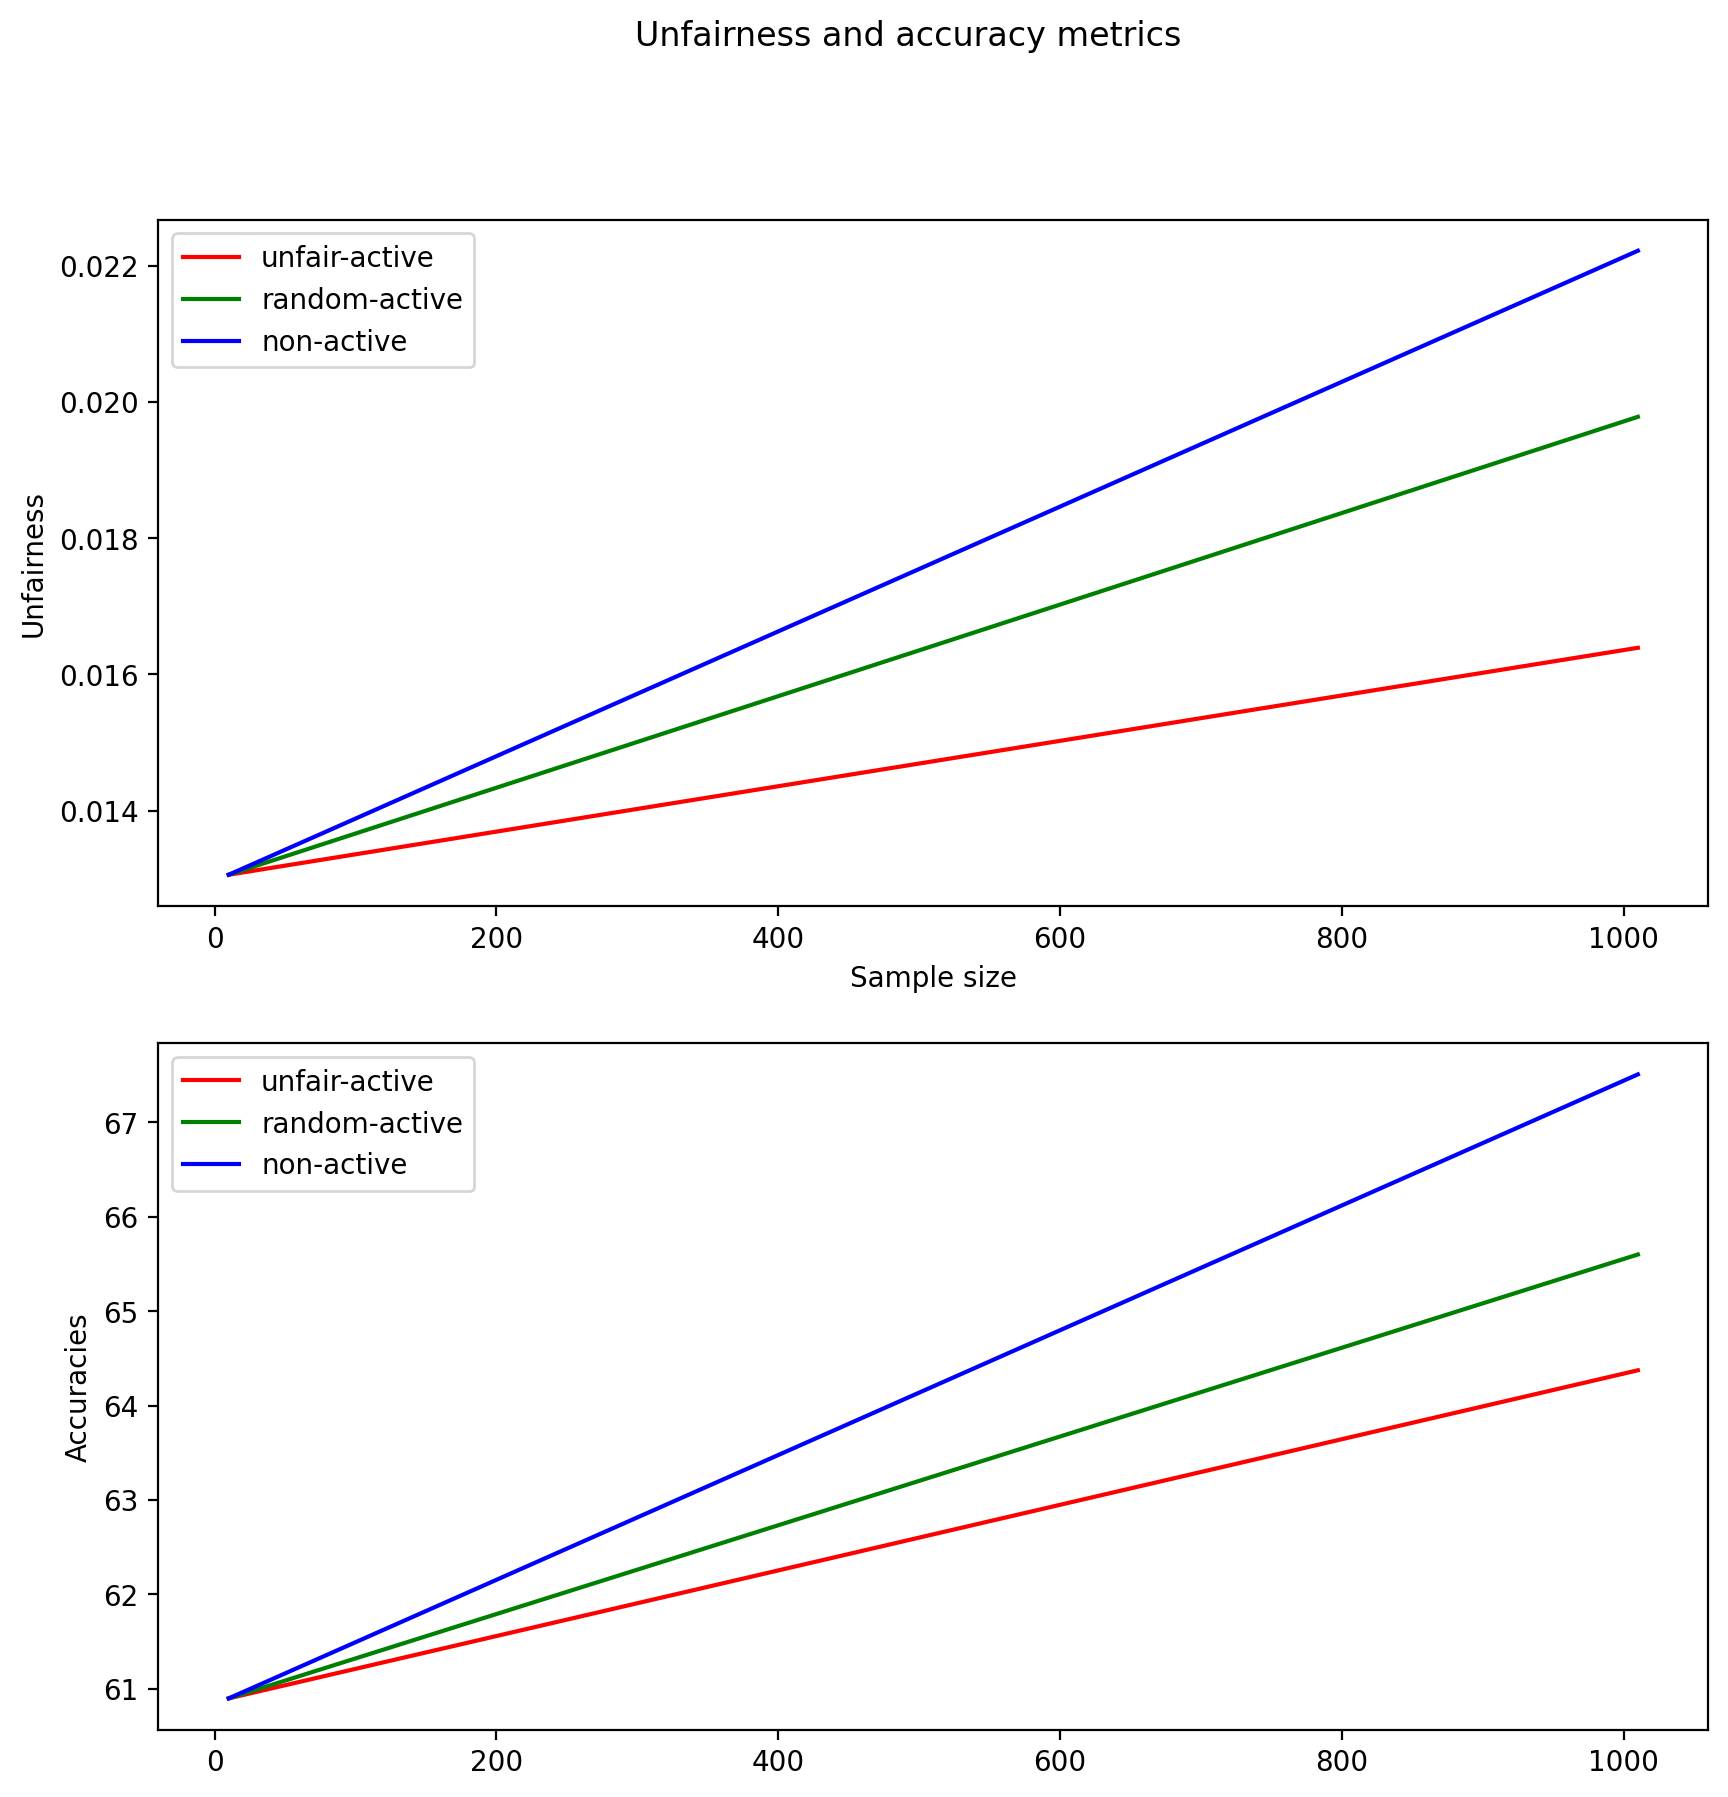 Unfairness and accuracy metrics
unfair-active
random-active
non-active
0.022
0.020
0.018
0.016
0.014
Unfairness
0 200 400 600 800 1000
Sample size
unfair-active
random-active
non-active
67
66
65
64
63
62
61
Accuracies
0 200 400 600 800 1000